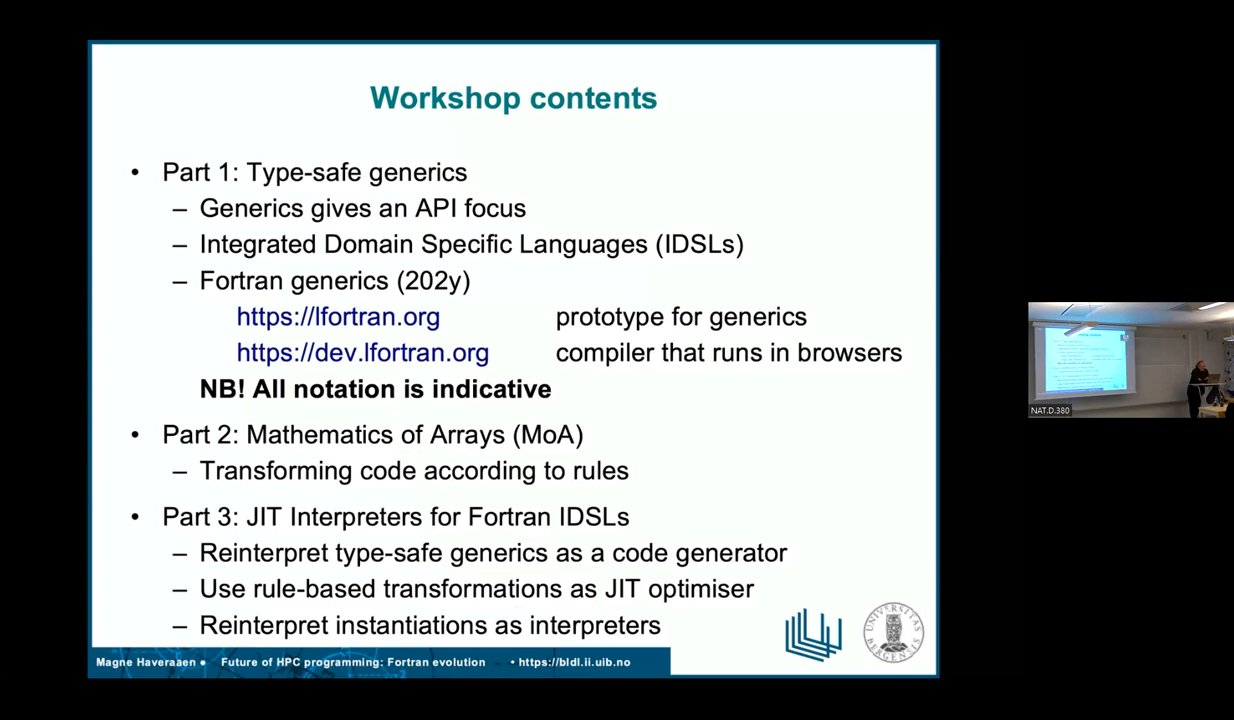 Workshop contents
• Part 1: Type-safe generics
– Generics gives an API focus
– Integrated Domain Specific Languages (IDSLs)
– Fortran generics (202y)
https://lfortran.org prototype for generics
https://dev.lfortran.org compiler that runs in browsers
NB! All notation is indicative
• Part 2: Mathematics of Arrays (MoA)
– Transforming code according to rules
• Part 3: JIT Interpreters for Fortran IDSLs
– Reinterpret type-safe generics as a code generator
– Use rule-based transformations as JIT optimiser
– Reinterpret instantiations as interpreters
UNIVERSITAS BERGENSIS
Magne Haveraaen • Future of HPC programming: Fortran evolution – • https://bldl.ii.uib.no
2
NAT.D.380